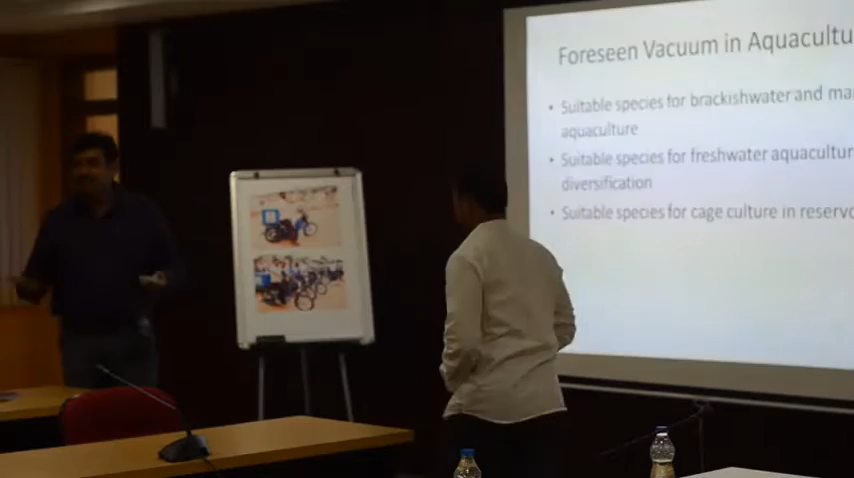 Foreseen Vacuum in Aquacultu
• Suitable species for brackishwater and ma
aquaculture
• Suitable species for freshwater aquacultur
diversification
• Suitable species for cage culture in reservo